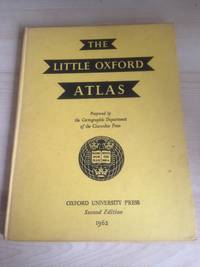 THE
LITTLE OXFORD
ATLAS
Prepared by
the Cartographic Department
of the Clarendon Press
OXFORD UNIVERSITY PRESS
Second Edition
1962